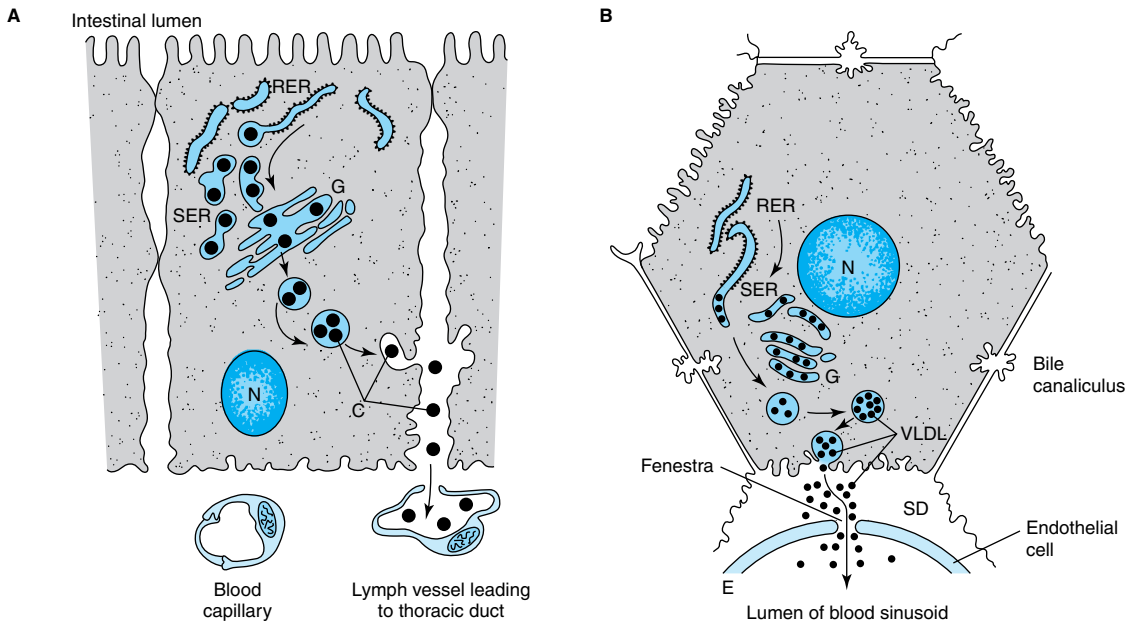 A
Intestinal lumen
RER
G
SER
N
C
Blood
capillary
Lymph vessel leading
to thoracic duct
B
RER
N
SER
G
Bile
canaliculus
VLDL
Fenestra
SD
Endothelial
cell
E
Lumen of blood sinusoid